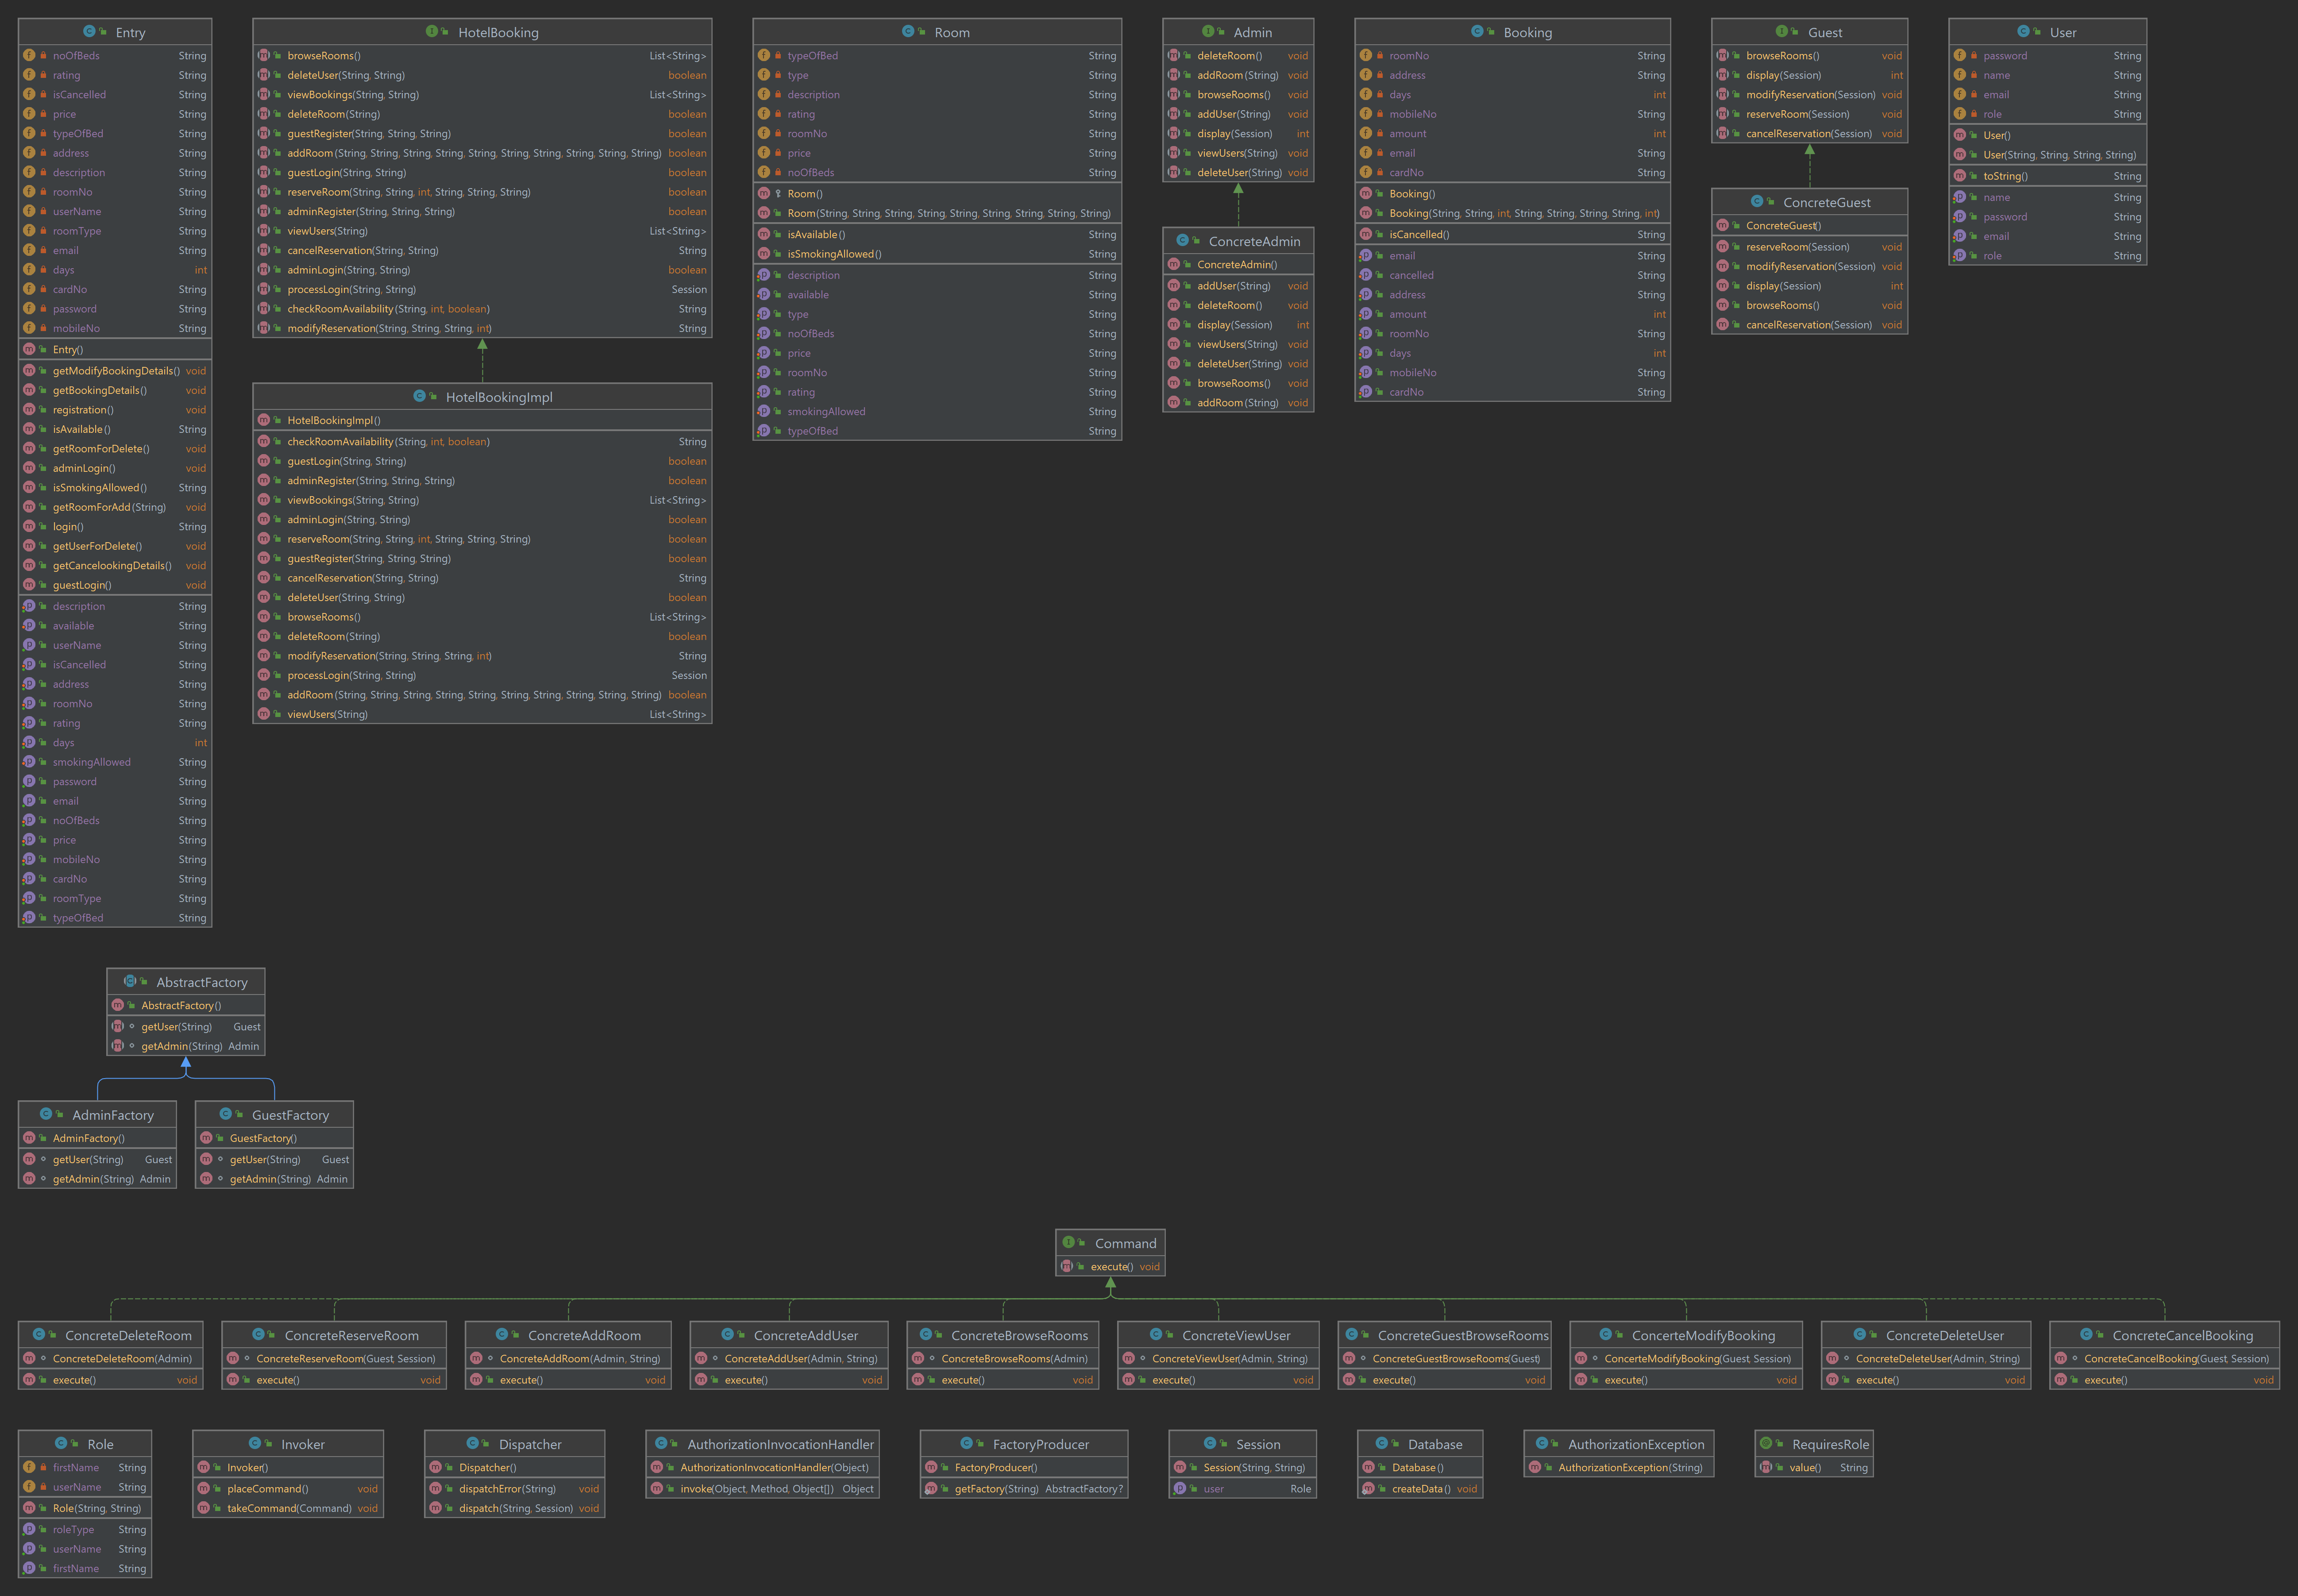 Entry
noOfBeds String
rating String
isCancelled String
price String
typeOfBed String
address String
description String
roomNo String
userName String
roomType String
email String
days int
cardNo String
password String
mobileNo String
Entry()
getModifyBookingDetails() void
getBookingDetails() void
registration() void
isAvailable() String
getRoomForDelete() void
adminLogin() void
isSmokingAllowed() String
getRoomForAdd(String) void
login() String
getUserForDelete() void
getCancelookingDetails() void
guestLogin() void
description String
available String
userName String
isCancelled String
address String
roomNo String
rating String
days int
smokingAllowed String
password String
email String
noOfBeds String
price String
mobileNo String
cardNo String
roomType String
typeOfBed String
HotelBooking
browseRooms() List<String>
deleteUser(String, String) boolean
viewBookings(String, String) List<String>
deleteRoom(String) boolean
guestRegister(String, String, String) boolean
addRoom(String, String, String, String, String, String, String, String, String, String) boolean
guestLogin(String, String) boolean
reserveRoom(String, String, int, String, String, String) boolean
adminRegister(String, String, String) boolean
viewUsers(String) List<String>
cancelReservation(String, String) String
adminLogin(String, String) boolean
processLogin(String, String) Session
checkRoomAvailability(String, int, boolean) String
modifyReservation(String, String, String, int) String
HotelBookingImpl
HotelBookingImpl()
checkRoomAvailability(String, int, boolean) String
guestLogin(String, String) boolean
adminRegister(String, String, String) boolean
viewBookings(String, String) List<String>
adminLogin(String, String) boolean
reserveRoom(String, String, int, String, String, String) boolean
guestRegister(String, String, String) boolean
cancelReservation(String, String) String
deleteUser(String, String) boolean
browseRooms() List<String>
deleteRoom(String) boolean
modifyReservation(String, String, String, int) String
processLogin(String, String) Session
addRoom(String, String, String, String, String, String, String, String, String, String) boolean
viewUsers(String) List<String>
Room
typeOfBed String
type String
description String
rating String
roomNo String
price String
noOfBeds String
Room()
Room(String, String, String, String, String, String, String, String, String)
isAvailable() String
isSmokingAllowed() String
description String
available String
type String
noOfBeds String
price String
roomNo String
rating String
smokingAllowed String
typeOfBed String
Admin
deleteRoom() void
addRoom(String) void
browseRooms() void
addUser(String) void
display(Session) int
viewUsers(String) void
deleteUser(String) void
ConcreteAdmin
ConcreteAdmin()
addUser(String) void
deleteRoom() void
display(Session) int
viewUsers(String) void
deleteUser(String) void
browseRooms() void
addRoom(String) void
Booking
roomNo String
address String
days int
mobileNo String
amount int
email String
cardNo String
Booking()
Booking(String, String, int, String, String, String, String, int)
isCancelled() String
email String
cancelled String
address String
amount int
roomNo String
days int
mobileNo String
cardNo String
Guest
browseRooms() void
display(Session) int
modifyReservation(Session) void
reserveRoom(Session) void
cancelReservation(Session) void
ConcreteGuest
ConcreteGuest()
reserveRoom(Session) void
modifyReservation(Session) void
display(Session) int
browseRooms() void
cancelReservation(Session) void
User
password String
name String
email String
role String
User()
User(String, String, String, String)
toString() String
name String
password String
email String
role String
AbstractFactory
AbstractFactory()
getUser(String) Guest
getAdmin(String) Admin
AdminFactory
AdminFactory()
getUser(String) Guest
getAdmin(String) Admin
GuestFactory
GuestFactory()
getUser(String) Guest
getAdmin(String) Admin
Command
execute() void
ConcreteDeleteRoom
ConcreteDeleteRoom(Admin)
execute() void
ConcreteReserveRoom
ConcreteReserveRoom(Guest, Session)
execute() void
ConcreteAddRoom
ConcreteAddRoom(Admin, String)
execute() void
ConcreteAddUser
ConcreteAddUser(Admin, String)
execute() void
ConcreteBrowseRooms
ConcreteBrowseRooms(Admin)
execute() void
ConcreteViewUser
ConcreteViewUser(Admin, String)
execute() void
ConcreteGuestBrowseRooms
ConcreteGuestBrowseRooms(Guest)
execute() void
ConcerteModifyBooking
ConcerteModifyBooking(Guest, Session)
execute() void
ConcreteDeleteUser
ConcreteDeleteUser(Admin, String)
execute() void
ConcreteCancelBooking
ConcreteCancelBooking(Guest, Session)
execute() void
Role
firstName String
userName String
Role(String, String)
roleType String
userName String
firstName String
Invoker
Invoker()
placeCommand() void
takeCommand(Command) void
Dispatcher
Dispatcher()
dispatchError(String) void
dispatch(String, Session) void
AuthorizationInvocationHandler
AuthorizationInvocationHandler(Object)
invoke(Object, Method, Object[]) Object
FactoryProducer
FactoryProducer()
getFactory(String) AbstractFactory?
Session
Session(String, String)
user Role
Database
Database()
createData() void
AuthorizationException
AuthorizationException(String)
RequiresRole
value() String